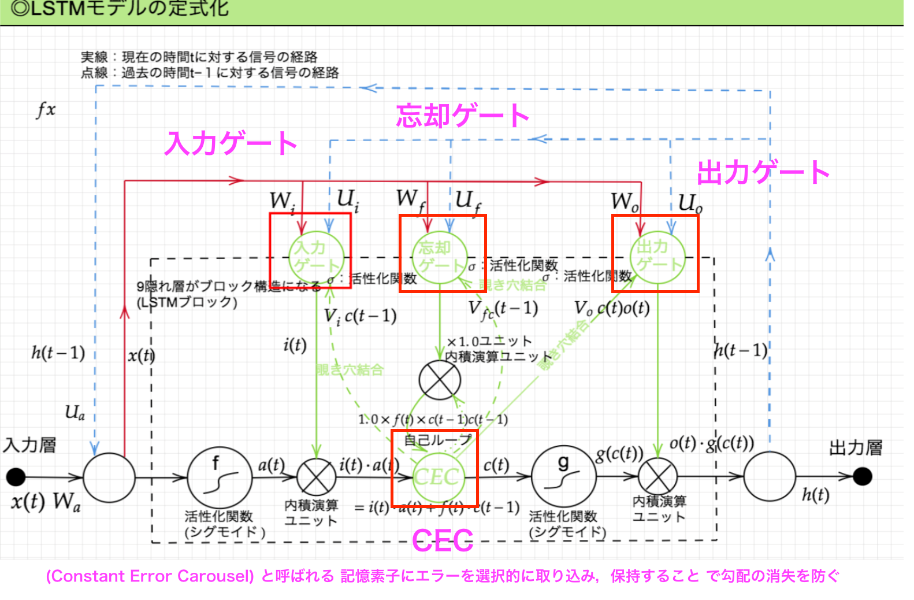 ◎LSTMモデルの定式化
実線：現在の時間tに対する信号の経路
点線：過去の時間t−1に対する信号の経路
fx
忘却ゲート
入力ゲート
出力ゲート
W_i U_i W_f U_f W_o U_o
入力
ゲート
忘却
ゲート
出力
ゲート
σ：活性化関数
σ：活性化関数
σ：活性化関数
覗き穴結合
9隠れ層がブロック構造になる
(LSTMブロック)
V_i c(t−1)
V_fc(t−1)
V_o c(t)o(t)
i(t)
h(t−1)
x(t)
h(t−1)
×1.0ユニット
内積演算ユニット
覗き穴結合
覗き穴結合
1.0×f(t)×c(t−1)c(t−1)
U_a
自己ループ
入力層
出力層
f
a(t)
i(t)·a(t)
CEC
c(t)
g
g(c(t))
o(t)·g(c(t))
x(t) W_a
h(t)
内積演算
ユニット
= i(t)·a(t) + f(t)·c(t−1)
内積演算
ユニット
活性化関数
(シグモイド)
活性化関数
(シグモイド)
CEC
(Constant Error Carousel) と呼ばれる 記憶素子にエラーを選択的に取り込み，保持すること で勾配の消失を防ぐ